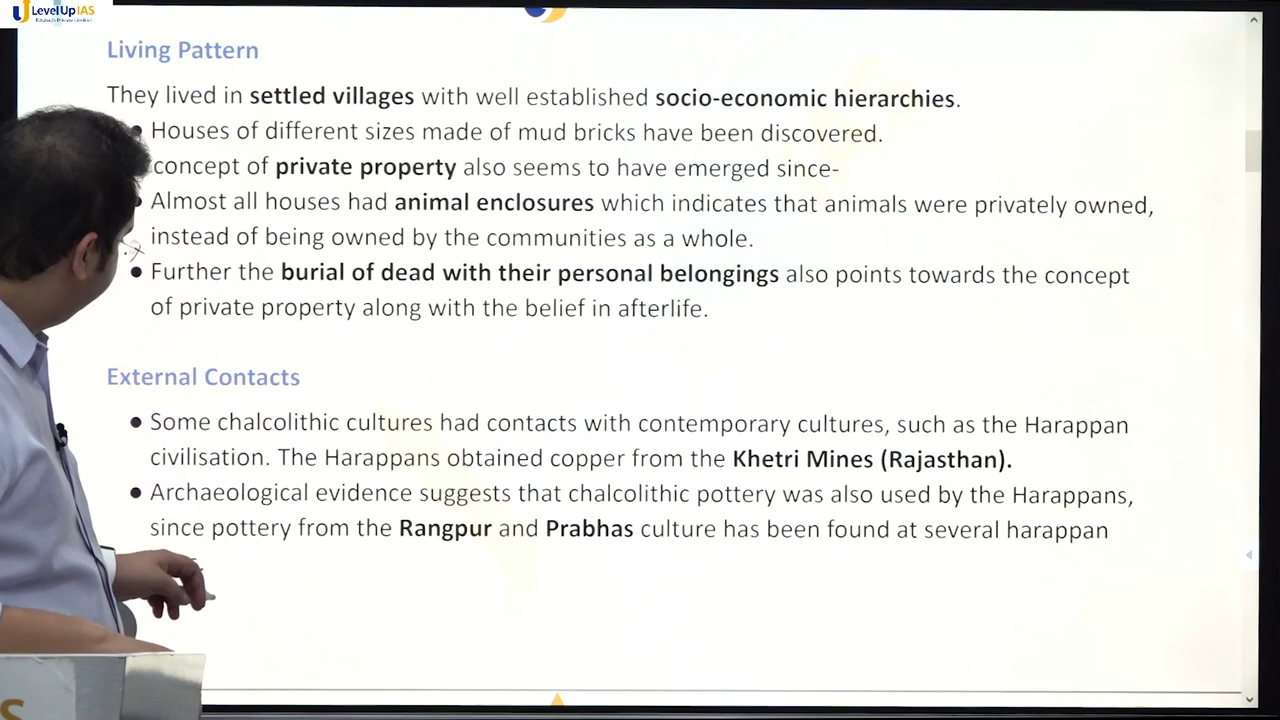 LevelUp IAS
Living Pattern
They lived in settled villages with well established socio-economic hierarchies.
● Houses of different sizes made of mud bricks have been discovered.
concept of private property also seems to have emerged since-
● Almost all houses had animal enclosures which indicates that animals were privately owned,
instead of being owned by the communities as a whole.
● Further the burial of dead with their personal belongings also points towards the concept
of private property along with the belief in afterlife.
External Contacts
● Some chalcolithic cultures had contacts with contemporary cultures, such as the Harappan
civilisation. The Harappans obtained copper from the Khetri Mines (Rajasthan).
● Archaeological evidence suggests that chalcolithic pottery was also used by the Harappans,
since pottery from the Rangpur and Prabhas culture has been found at several harappan
S